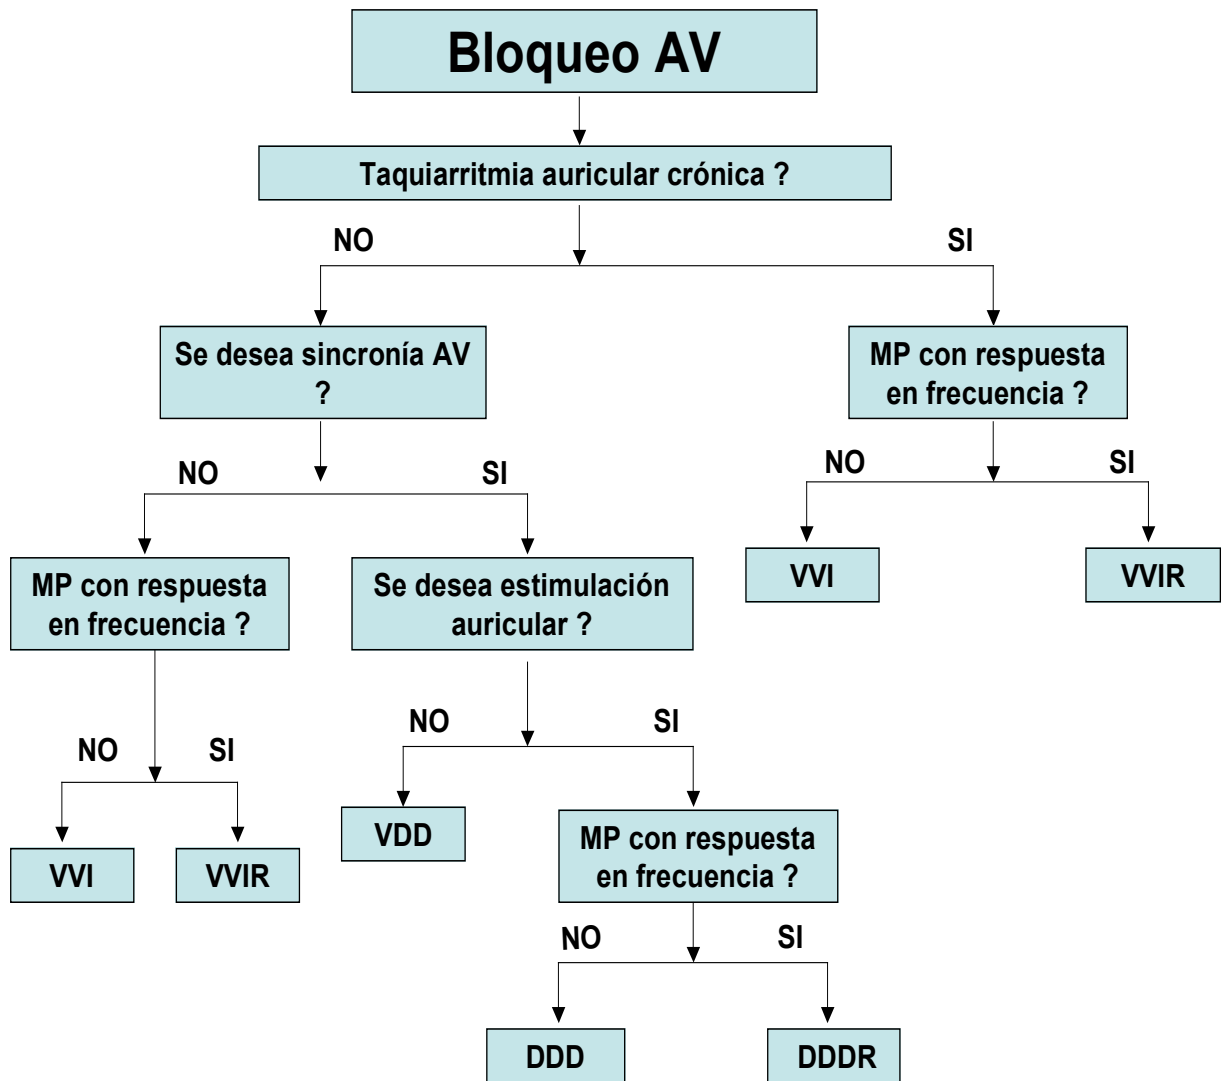 Bloqueo AV
Taquiarritmia auricular crónica ?
NO
SI
Se desea sincronía AV
?
MP con respuesta
en frecuencia ?
NO
SI
NO
SI
MP con respuesta
en frecuencia ?
Se desea estimulación
auricular ?
VVI
VVIR
NO
SI
NO
SI
VDD
MP con respuesta
en frecuencia ?
VVI
VVIR
NO
SI
DDD
DDDR